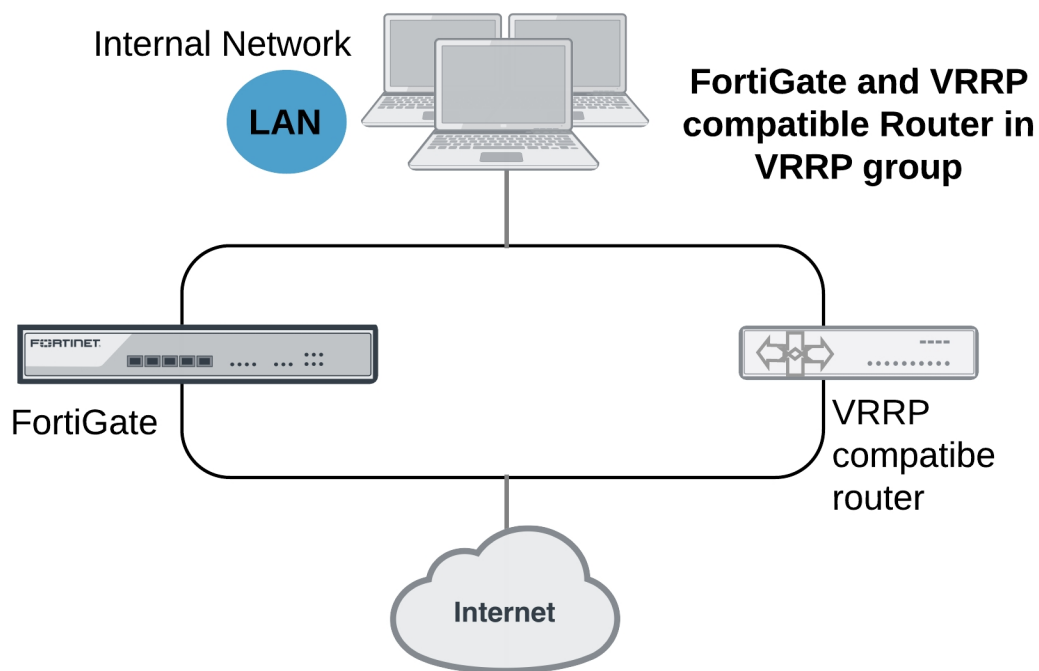 Internal Network
LAN
FortiGate and VRRP
compatible Router in
VRRP group
FORTINET
FortiGate
VRRP
compatibe
router
Internet